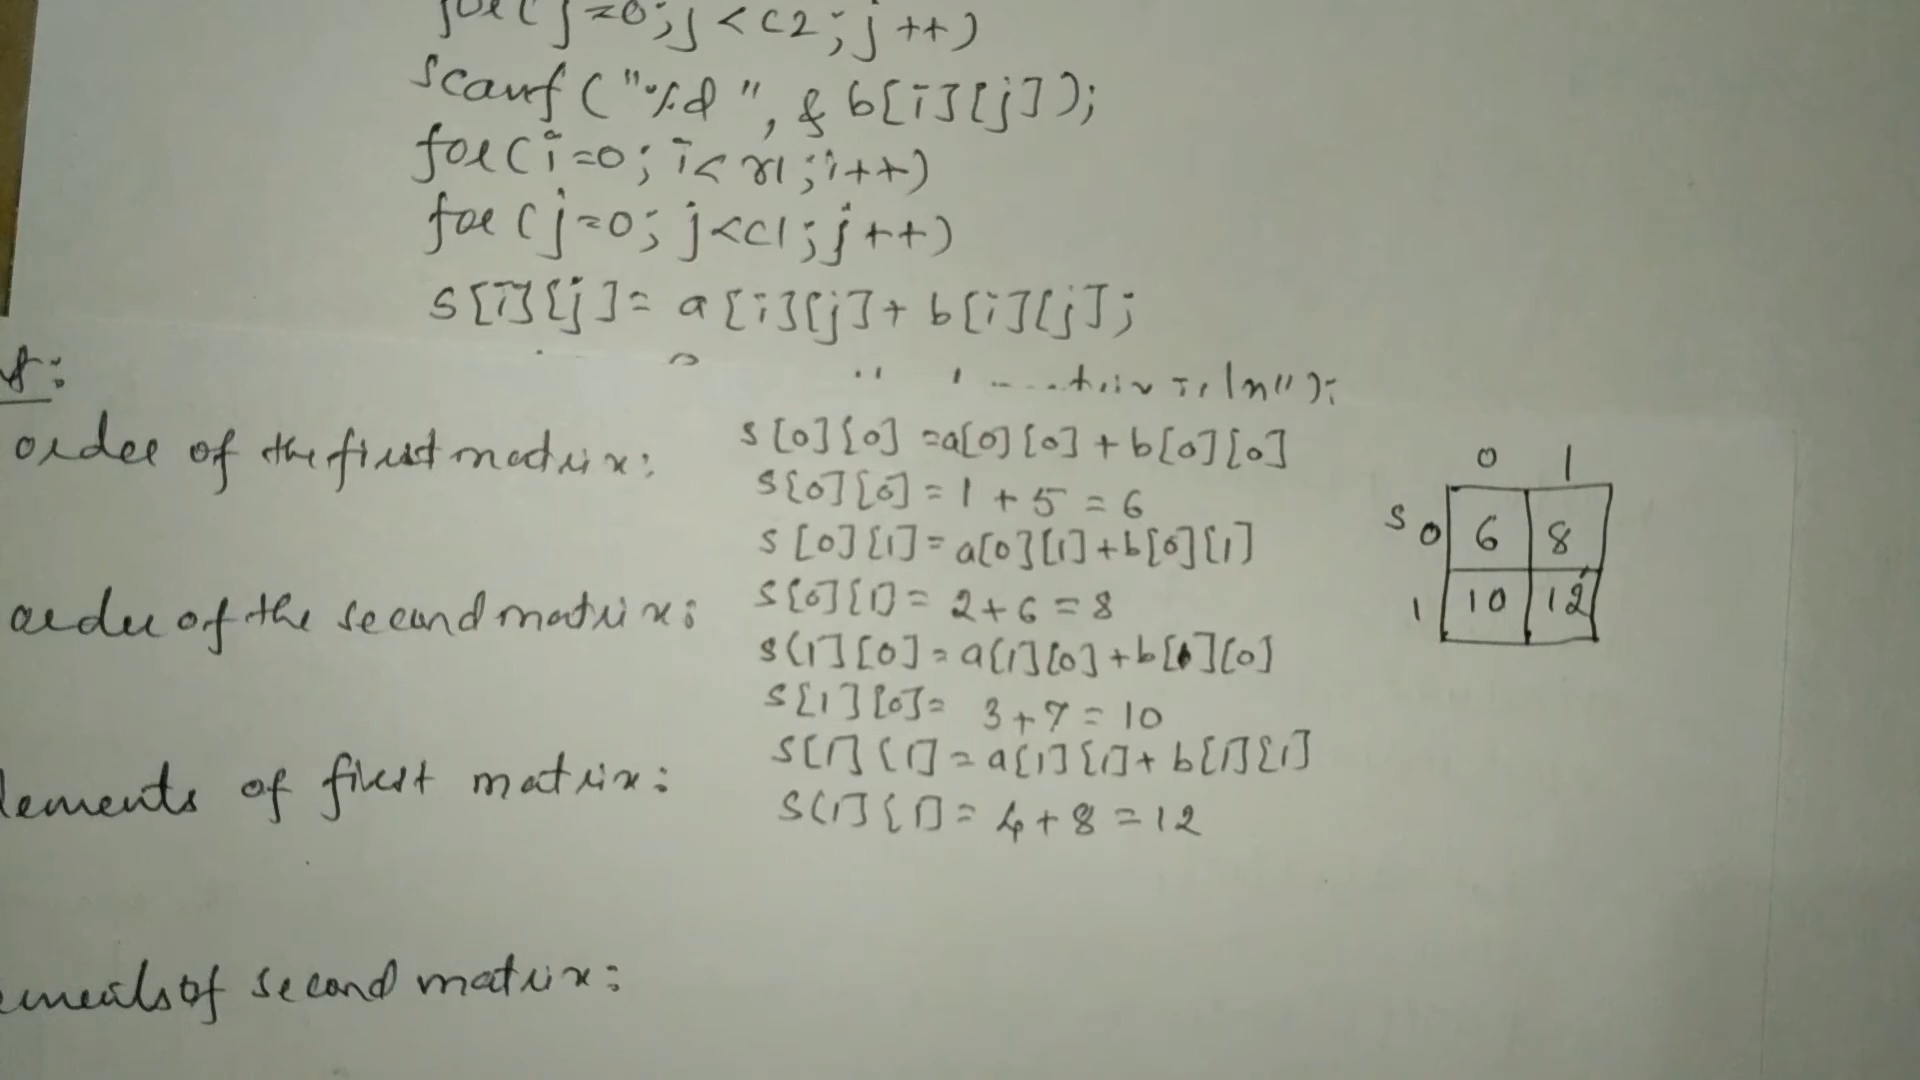 for(j=0;j<c2;j++)
scanf("%d", & b[i][j]);
for(i=0; i<r1;i++)
for(j=0; j<c1;j++)
s[i][j]= a[i][j]+ b[i][j];
\n");
order of the first matrix:
order of the second matrix:
elements of first matrix:
of second matrix:
s[0][0]=a[0][0]+b[0][0]
s[0][0]=1+5=6
s[0][1]=a[0][1]+b[0][1]
s[0][1]=2+6=8
s[1][0]=a[1][0]+b[1][0]
s[1][0]= 3+7=10
s[1][1]=a[1][1]+b[1][1]
s[1][1]=4+8=12
0 1
s 0 6 8
1 10 12